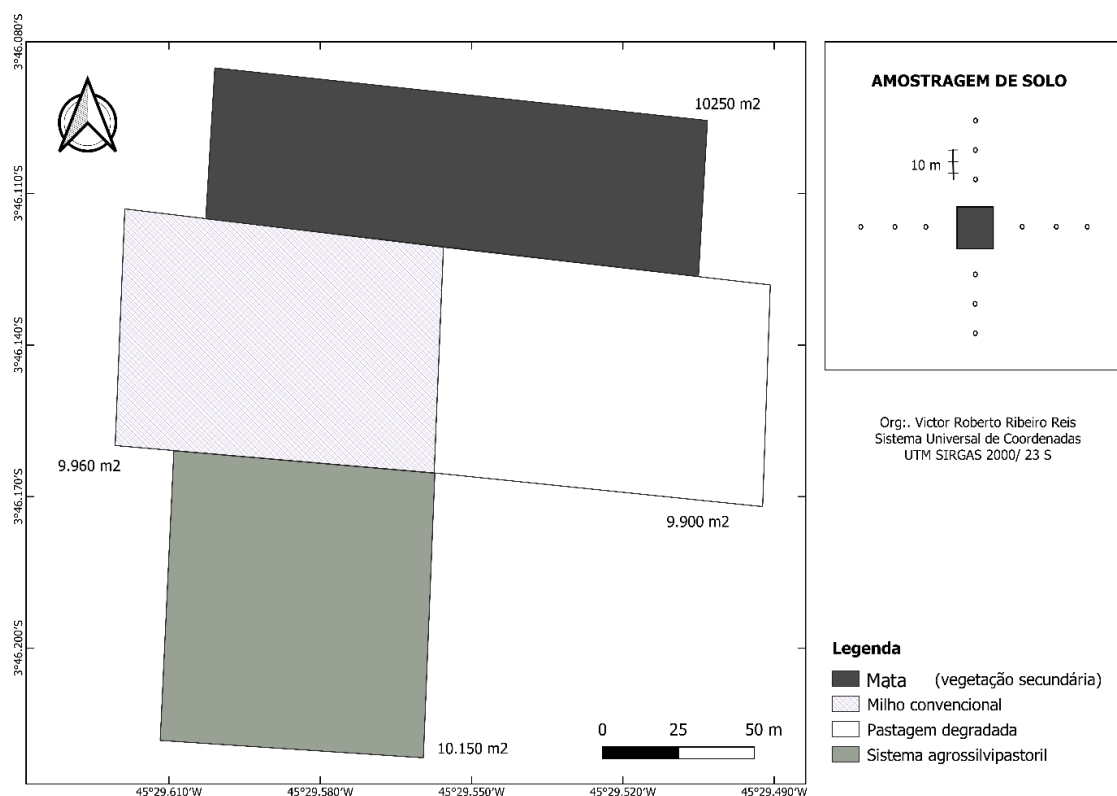 3°46.080'S
3°46.110'S
3°46.140'S
3°46.170'S
3°46.200'S
10250 m2
9.960 m2
9.900 m2
10.150 m2
0 25 50 m
45°29.610'W 45°29.580'W 45°29.550'W 45°29.520'W 45°29.490'W
AMOSTRAGEM DE SOLO
10 m
Org:. Victor Roberto Ribeiro Reis
Sistema Universal de Coordenadas
UTM SIRGAS 2000/ 23 S
Legenda
Mata (vegetação secundária)
Milho convencional
Pastagem degradada
Sistema agrossilvipastoril